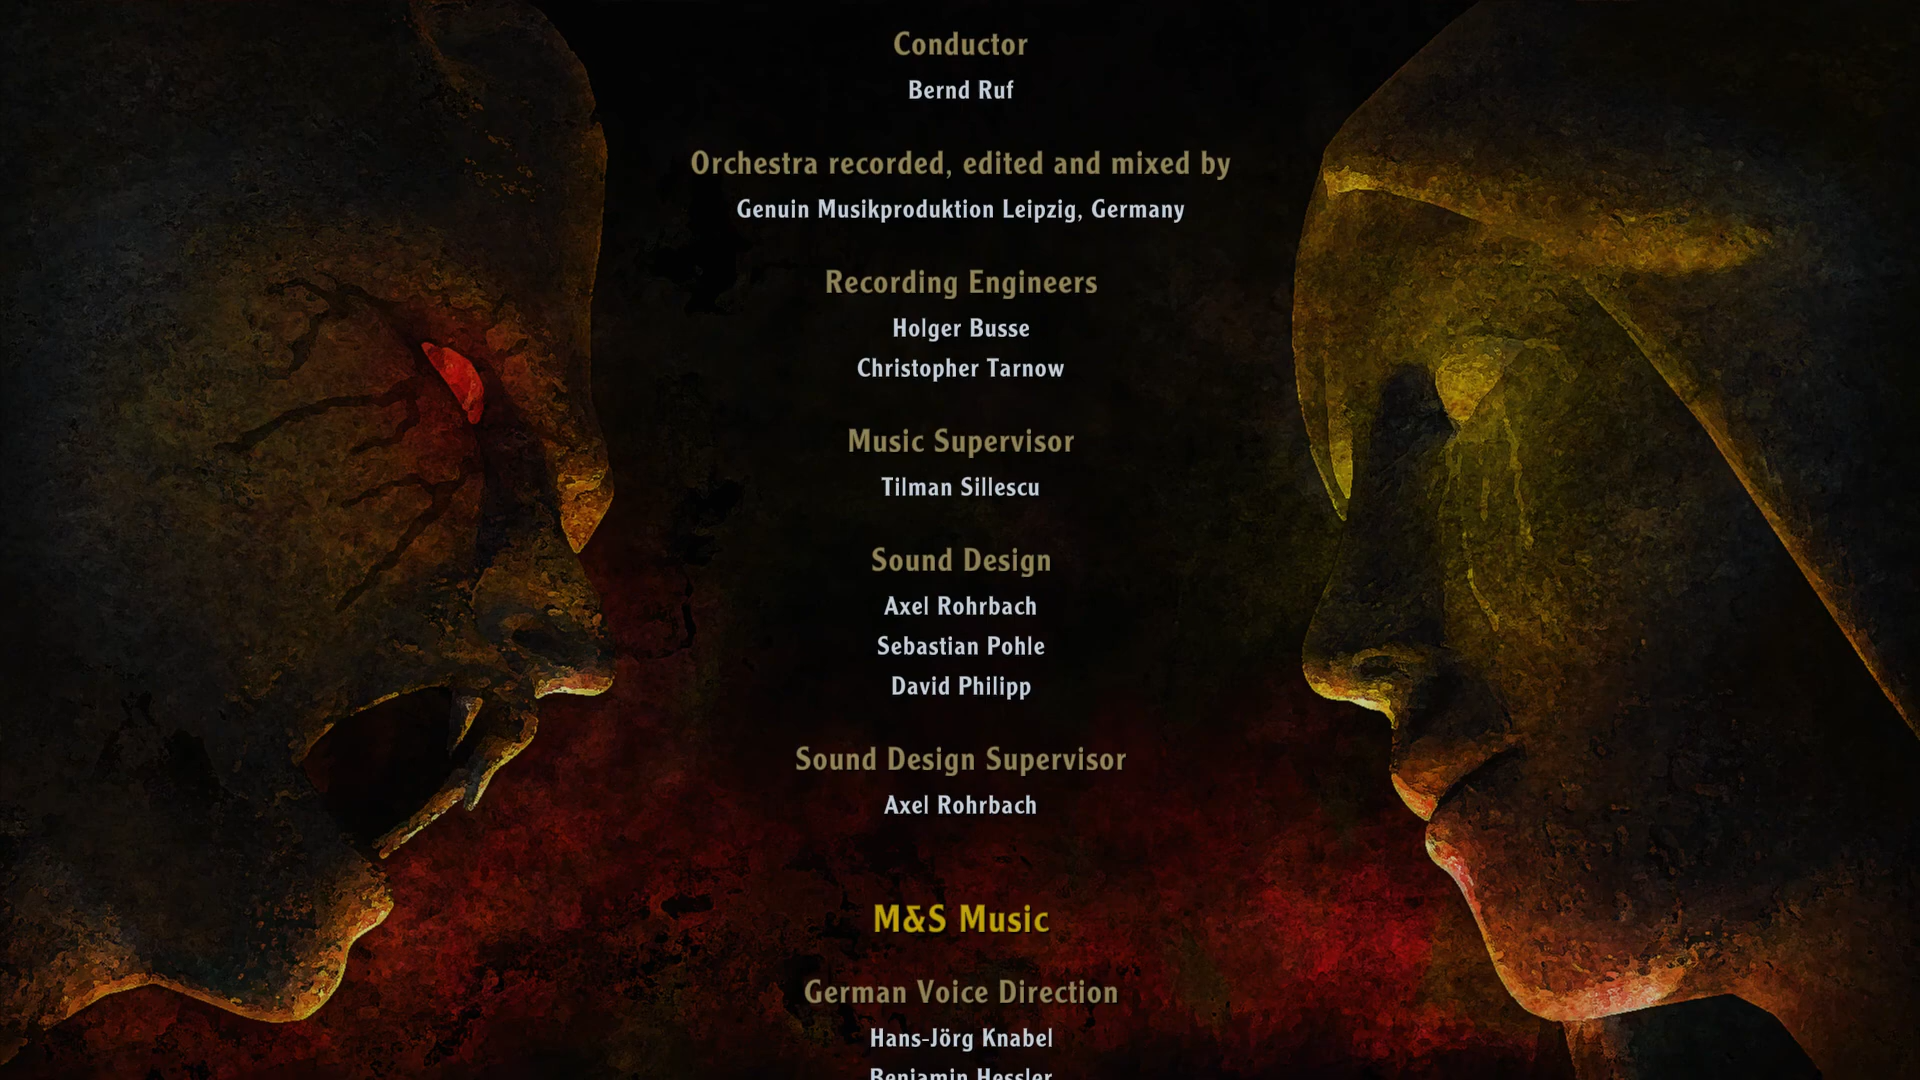 Conductor
Bernd Ruf
Orchestra recorded, edited and mixed by
Genuin Musikproduktion Leipzig, Germany
Recording Engineers
Holger Busse
Christopher Tarnow
Music Supervisor
Tilman Sillescu
Sound Design
Axel Rohrbach
Sebastian Pohle
David Philipp
Sound Design Supervisor
Axel Rohrbach
M&S Music
German Voice Direction
Hans-Jörg Knabel
Benjamin Hessler